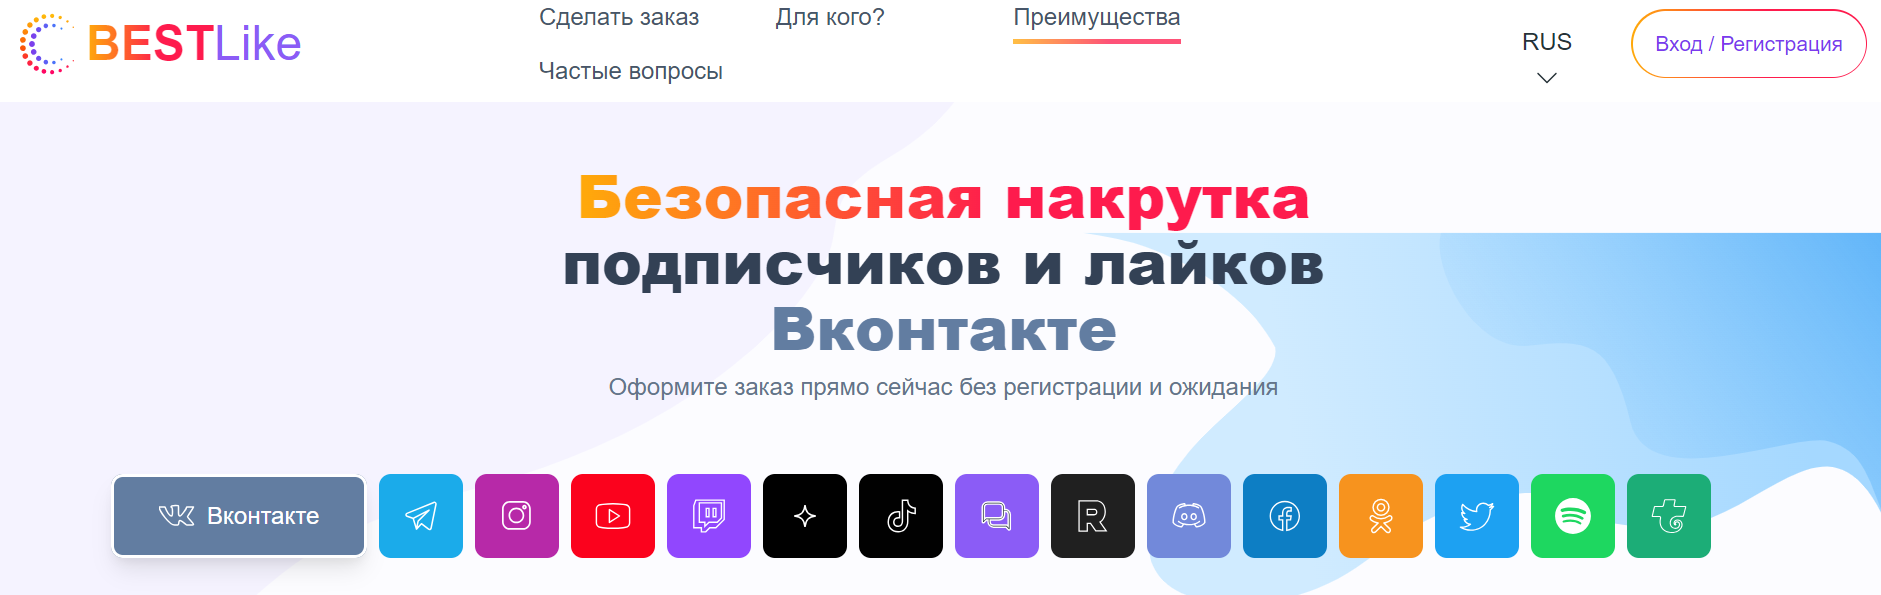 BESTLike
Сделать заказ
Для кого?
Преимущества
Частые вопросы
RUS
Вход / Регистрация
Безопасная накрутка
подписчиков и лайков
Вконтакте
Оформите заказ прямо сейчас без регистрации и ожидания
Вконтакте